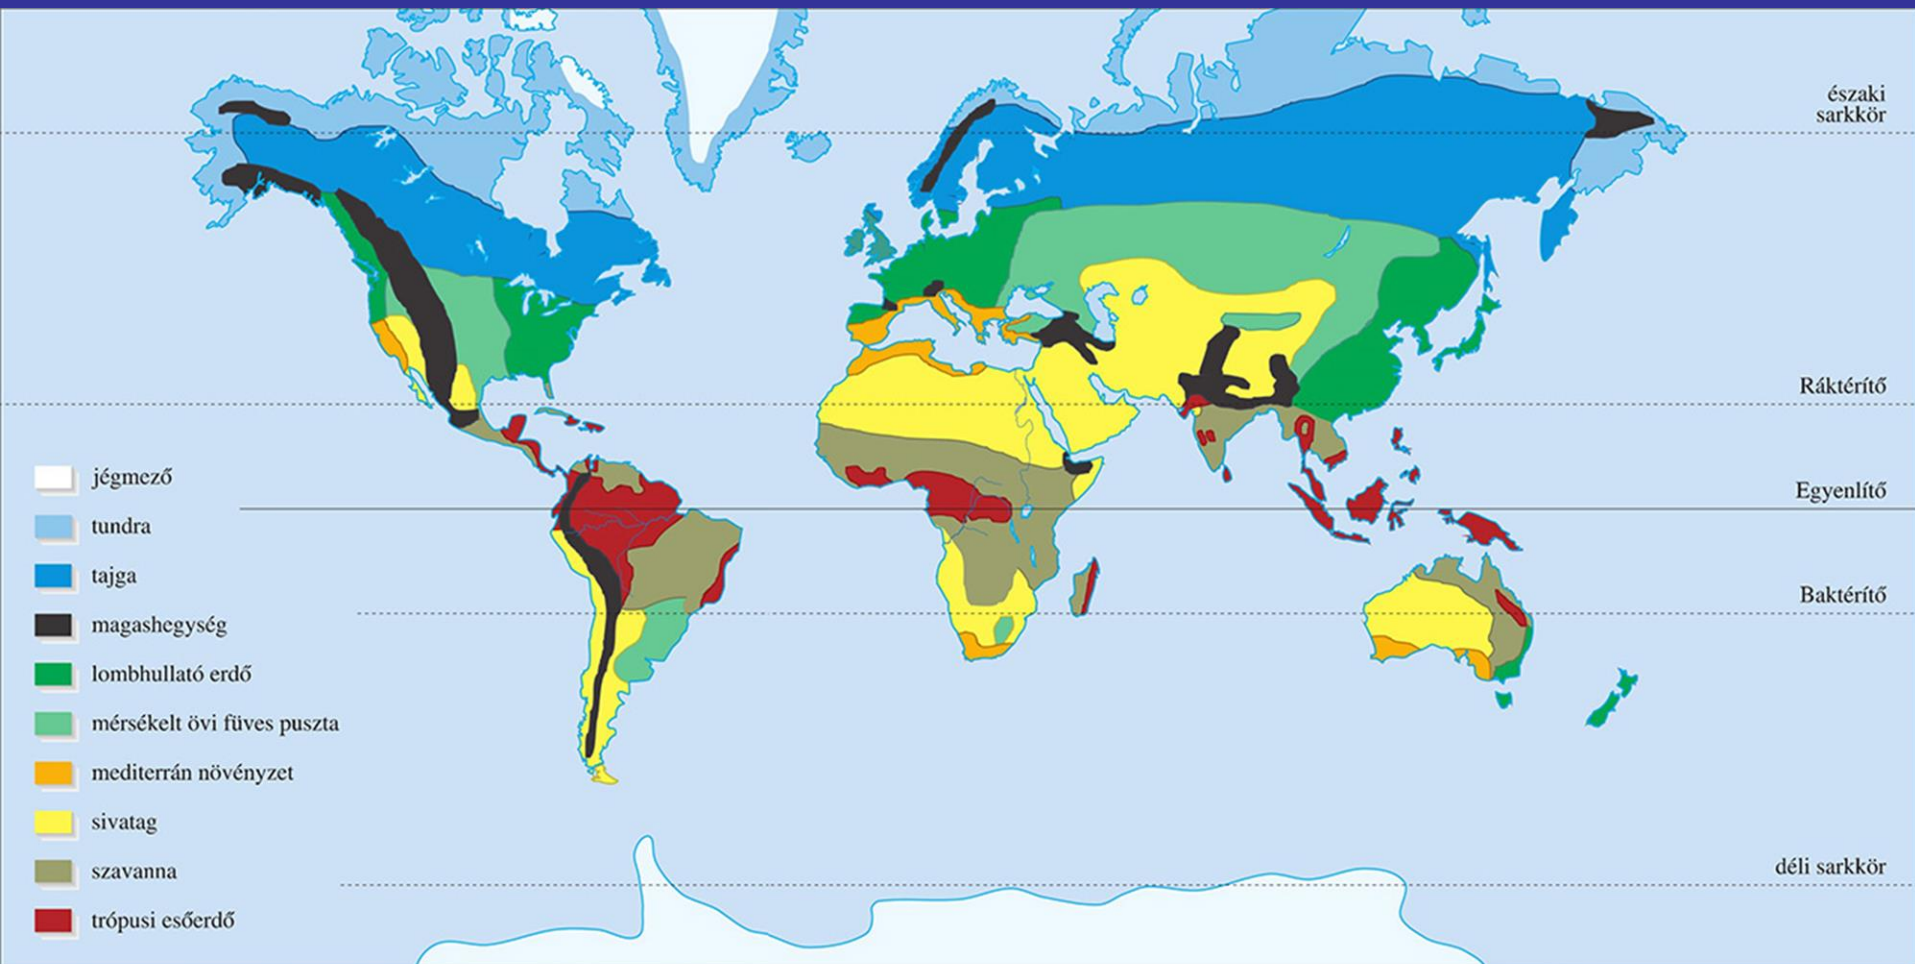 északi
sarkkör
Ráktérítő
Egyenlítő
Baktérítő
déli sarkkör
jégmező
tundra
tajga
magashegység
lombhullató erdő
mérsékelt övi füves puszta
mediterrán növényzet
sivatag
szavanna
trópusi esőerdő